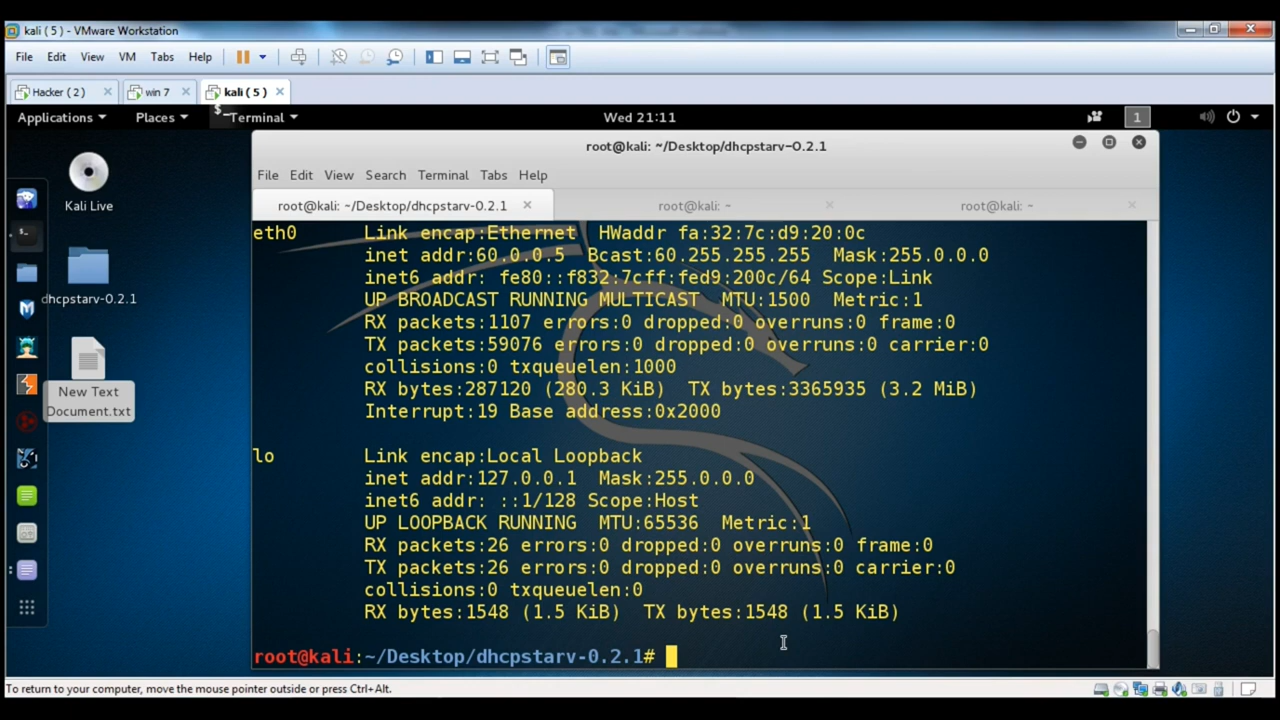 kali ( 5 ) - VMware Workstation
File Edit View VM Tabs Help
Hacker ( 2 ) win 7 kali ( 5 )
Applications Places Terminal Wed 21:11 1
root@kali: ~/Desktop/dhcpstarv-0.2.1
File Edit View Search Terminal Tabs Help
root@kali: ~/Desktop/dhcpstarv-0.2.1 root@kali: ~ root@kali: ~
Kali Live
dhcpstarv-0.2.1
New Text
Document.txt
eth0 Link encap:Ethernet HWaddr fa:32:7c:d9:20:0c
inet addr:60.0.0.5 Bcast:60.255.255.255 Mask:255.0.0.0
inet6 addr: fe80::f832:7cff:fed9:200c/64 Scope:Link
UP BROADCAST RUNNING MULTICAST MTU:1500 Metric:1
RX packets:1107 errors:0 dropped:0 overruns:0 frame:0
TX packets:59076 errors:0 dropped:0 overruns:0 carrier:0
collisions:0 txqueuelen:1000
RX bytes:287120 (280.3 KiB) TX bytes:3365935 (3.2 MiB)
Interrupt:19 Base address:0x2000
lo Link encap:Local Loopback
inet addr:127.0.0.1 Mask:255.0.0.0
inet6 addr: ::1/128 Scope:Host
UP LOOPBACK RUNNING MTU:65536 Metric:1
RX packets:26 errors:0 dropped:0 overruns:0 frame:0
TX packets:26 errors:0 dropped:0 overruns:0 carrier:0
collisions:0 txqueuelen:0
RX bytes:1548 (1.5 KiB) TX bytes:1548 (1.5 KiB)
root@kali:~/Desktop/dhcpstarv-0.2.1#
To return to your computer, move the mouse pointer outside or press Ctrl+Alt.